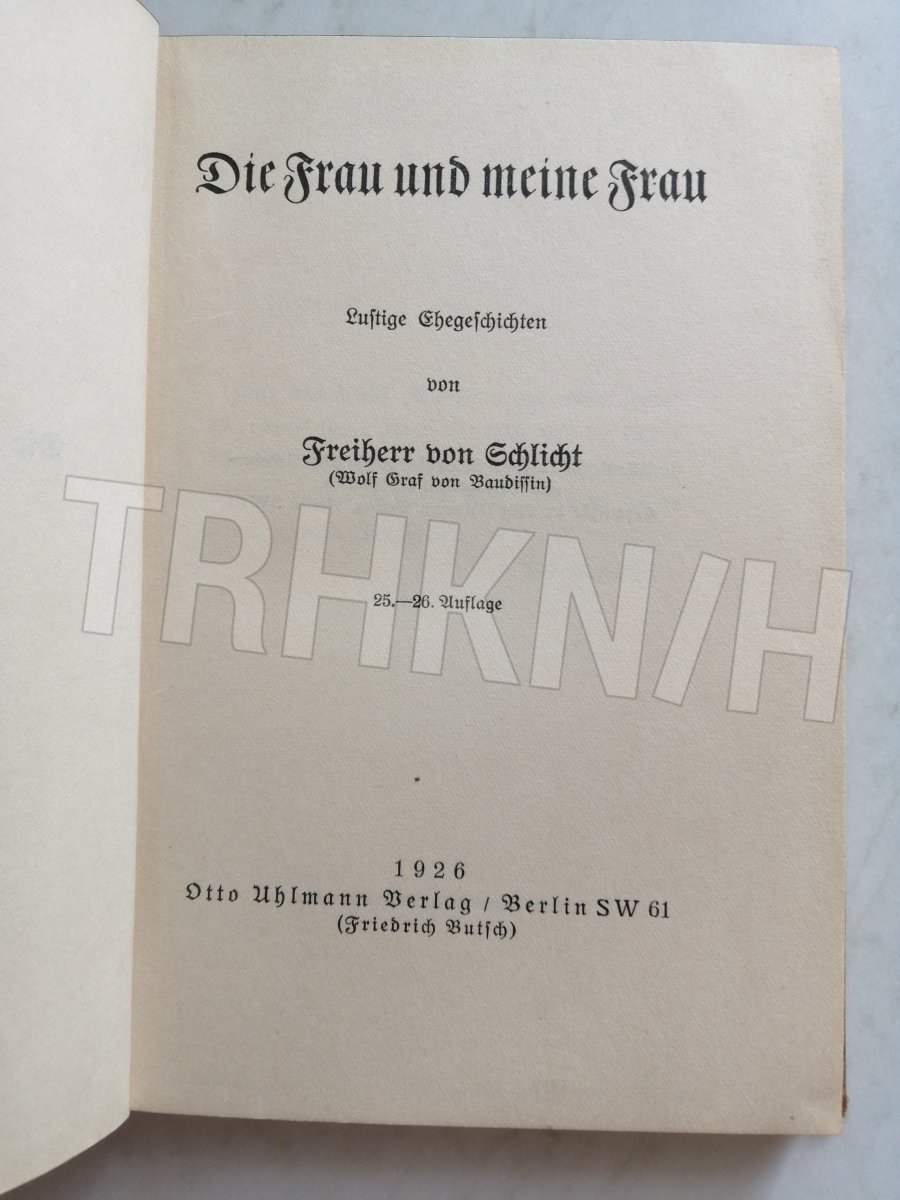 Die Frau und meine Frau
Lustige Ehegeschichten
von
Freiherr von Schlicht
(Wolf Graf von Baudissin)
TRHKN/H
25.—26. Auflage
1926
Otto Uhlmann Verlag / Berlin SW 61
(Friedrich Butsch)